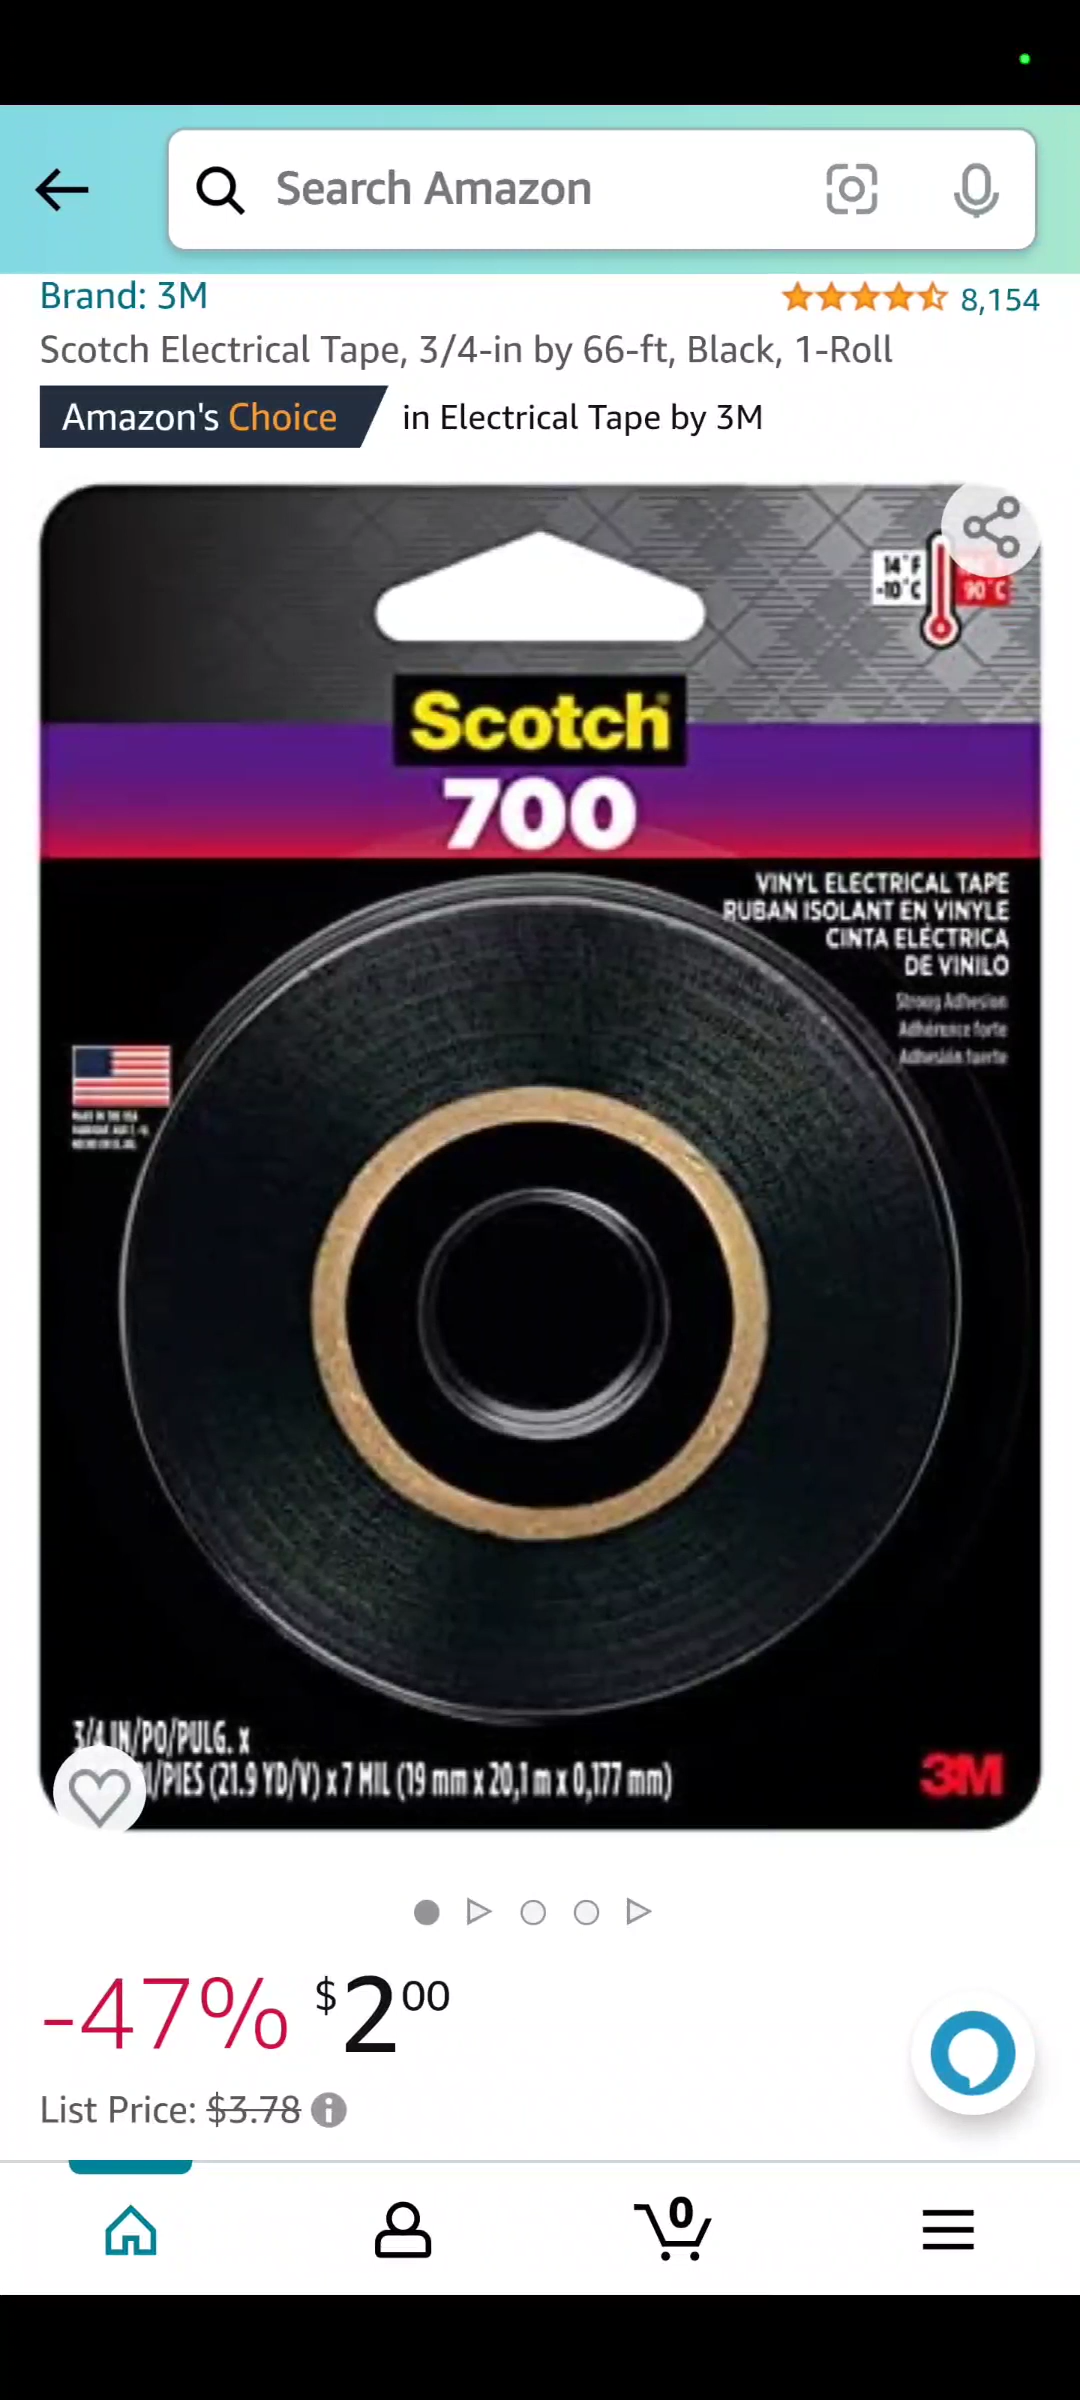 Search Amazon
Brand: 3M
8,154
Scotch Electrical Tape, 3/4-in by 66-ft, Black, 1-Roll
Amazon's Choice in Electrical Tape by 3M
14°F
-10°C
90°C
Scotch
700
VINYL ELECTRICAL TAPE
RUBAN ISOLANT EN VINYLE
CINTA ELÉCTRICA
DE VINILO
Strong Adhesion
Adhérence forte
Adhesión fuerte
3/4 IN/PO/PULG. x
/PIES (21.9 YD/V) x 7 MIL (19 mm x 20,1 m x 0,177 mm)
3M
-47% $2 00
List Price: $3.78
0